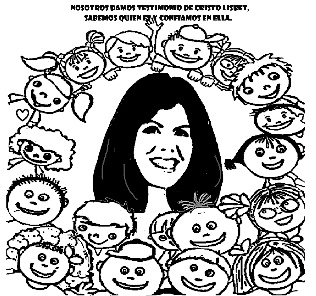 NOSOTROS DAMOS TESTIMONIO DE CRISTO LISBET,
SABEMOS QUIEN ES Y CONFIAMOS EN ELLA.